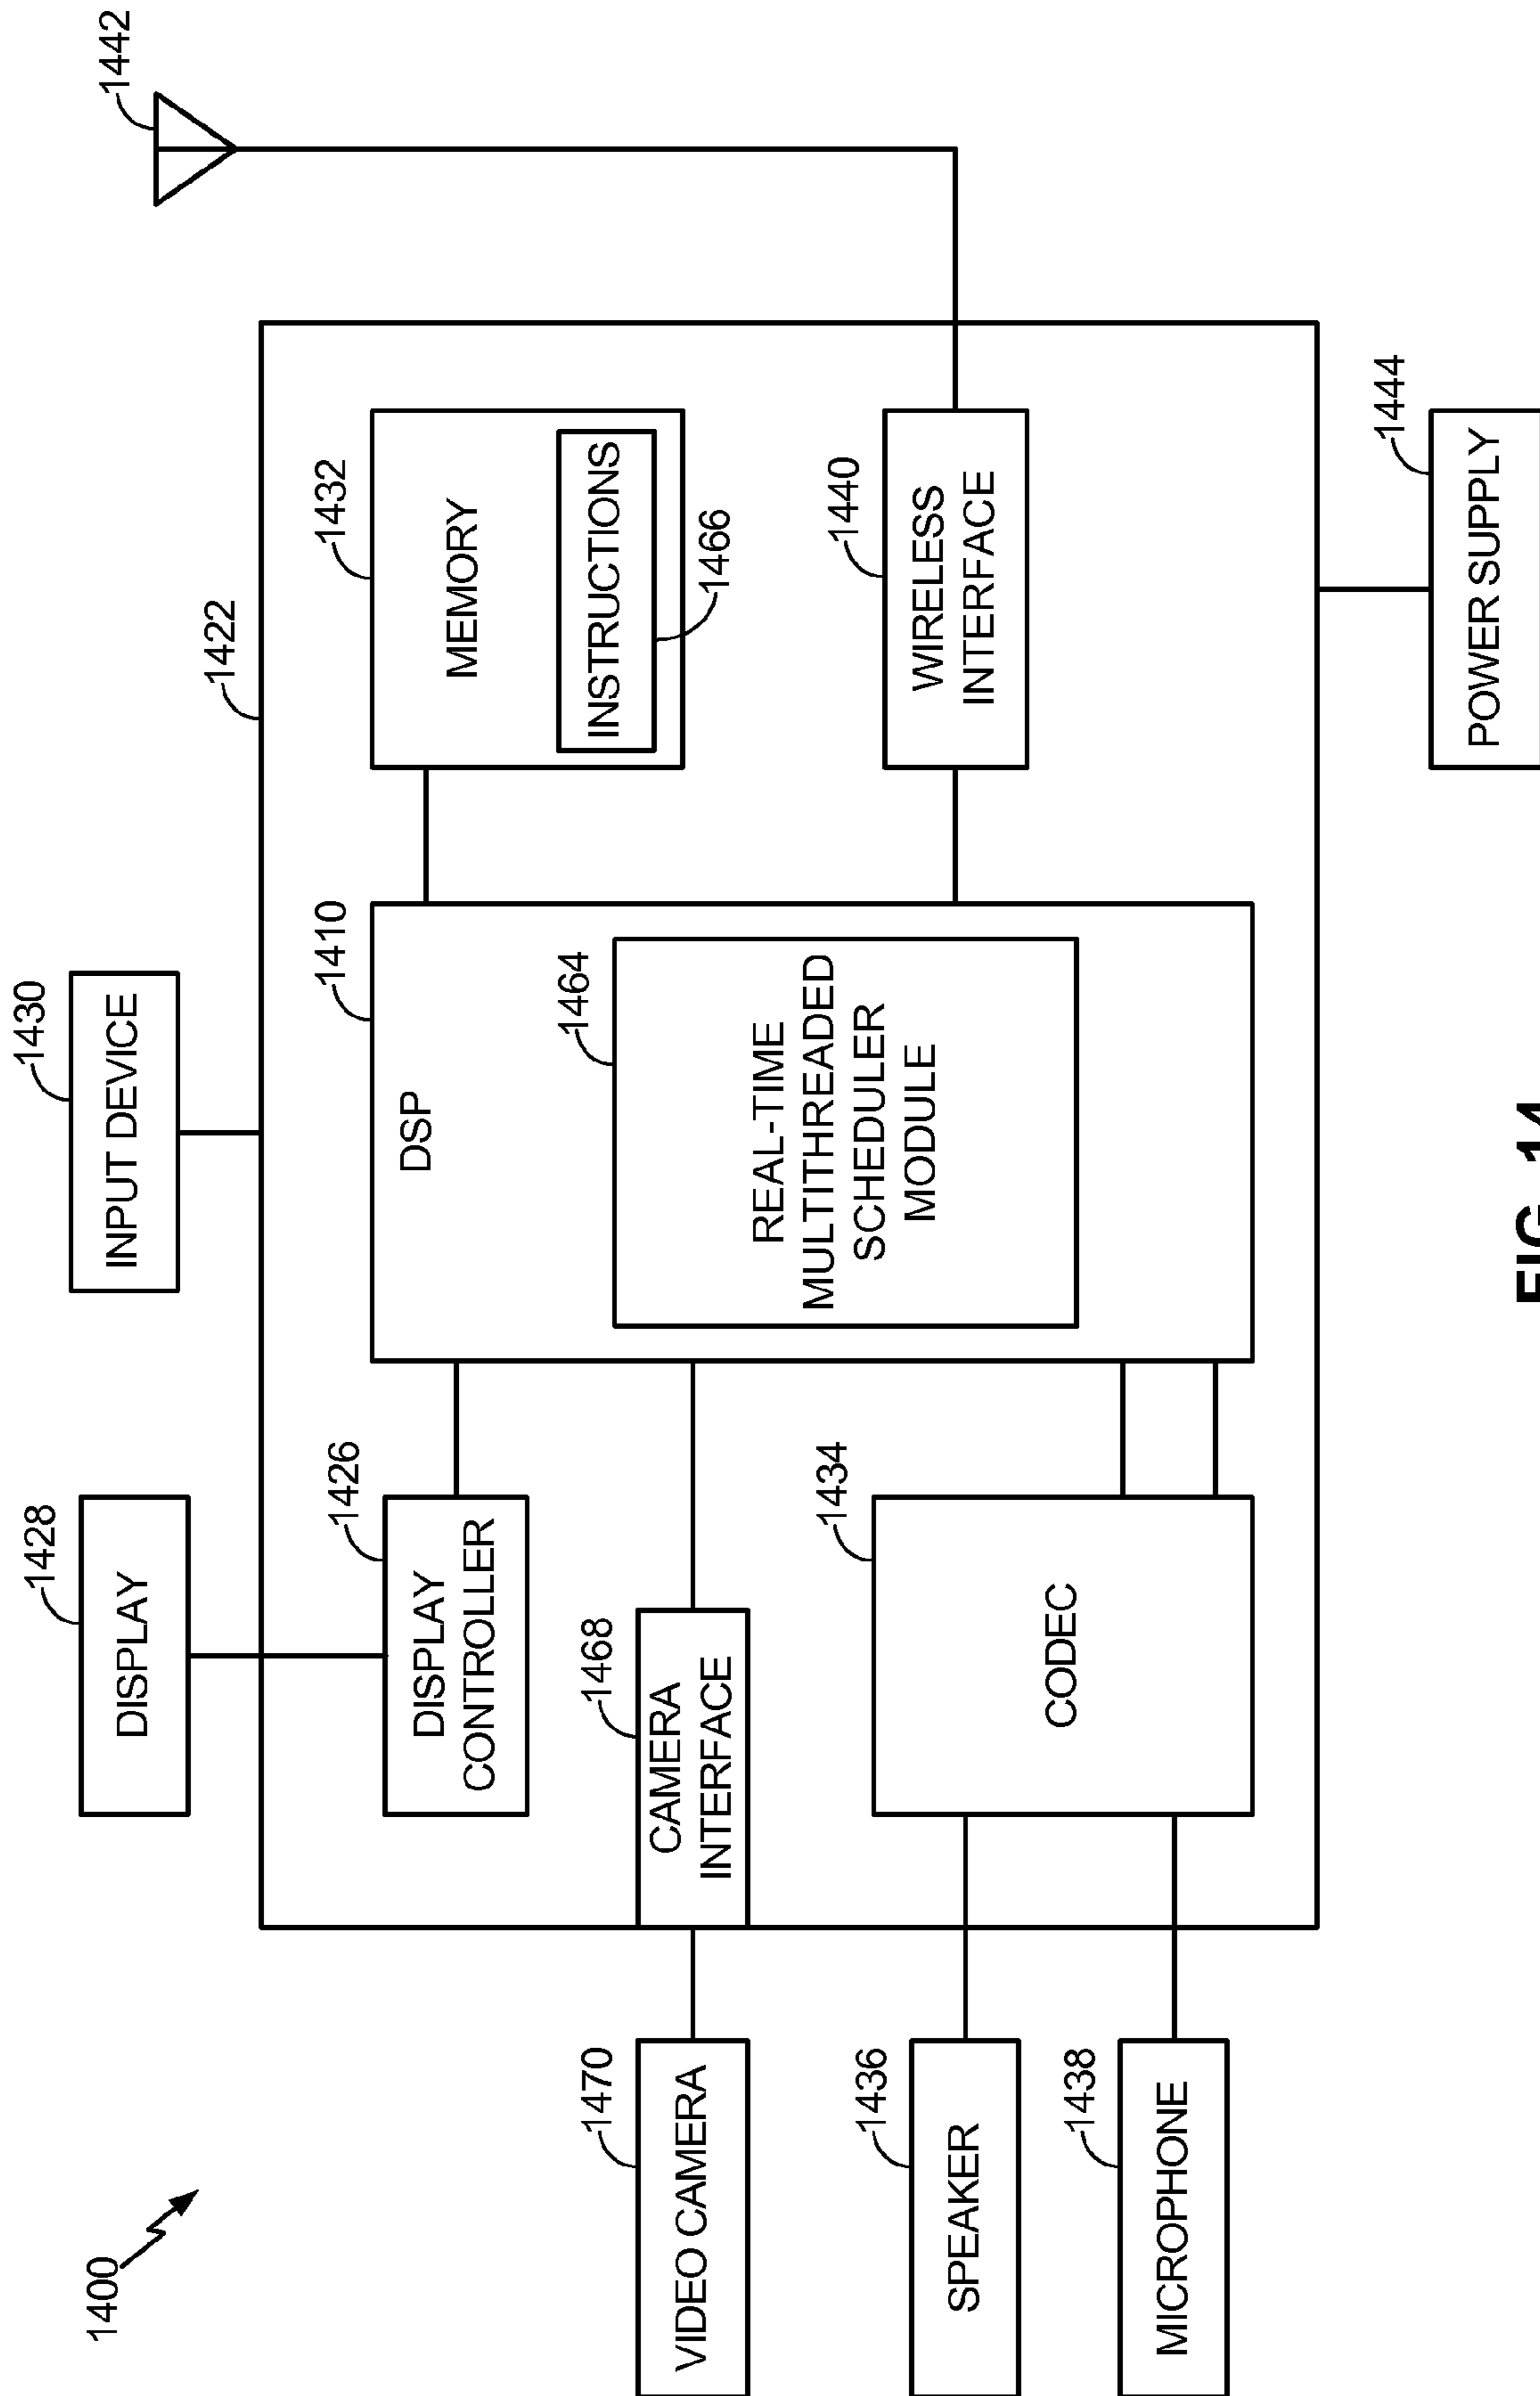 1400
1428
DISPLAY
1430
INPUT DEVICE
1422
1442
1426
DISPLAY
CONTROLLER
1410
DSP
1432
MEMORY
INSTRUCTIONS
1466
1470
VIDEO CAMERA
1468
CAMERA
INTERFACE
1464
REAL-TIME
MULTITHREADED
SCHEDULER
MODULE
1436
SPEAKER
1434
CODEC
1440
WIRELESS
INTERFACE
1438
MICROPHONE
1444
POWER SUPPLY
FIG. 14